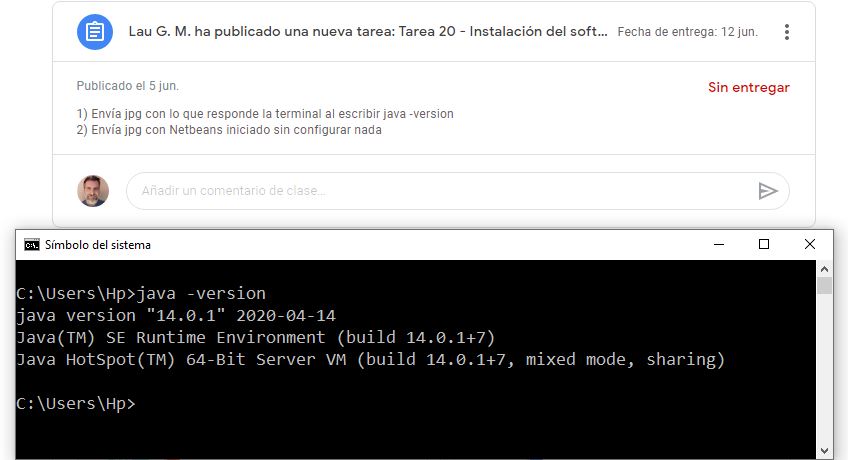 Lau G. M. ha publicado una nueva tarea: Tarea 20 - Instalación del soft... Fecha de entrega: 12 jun.
Publicado el 5 jun. Sin entregar
1) Envía jpg con lo que responde la terminal al escribir java -version
2) Envía jpg con Netbeans iniciado sin configurar nada
Añadir un comentario de clase...
C:\. Símbolo del sistema
C:\Users\Hp>java -version
java version "14.0.1" 2020-04-14
Java(TM) SE Runtime Environment (build 14.0.1+7)
Java HotSpot(TM) 64-Bit Server VM (build 14.0.1+7, mixed mode, sharing)
C:\Users\Hp>